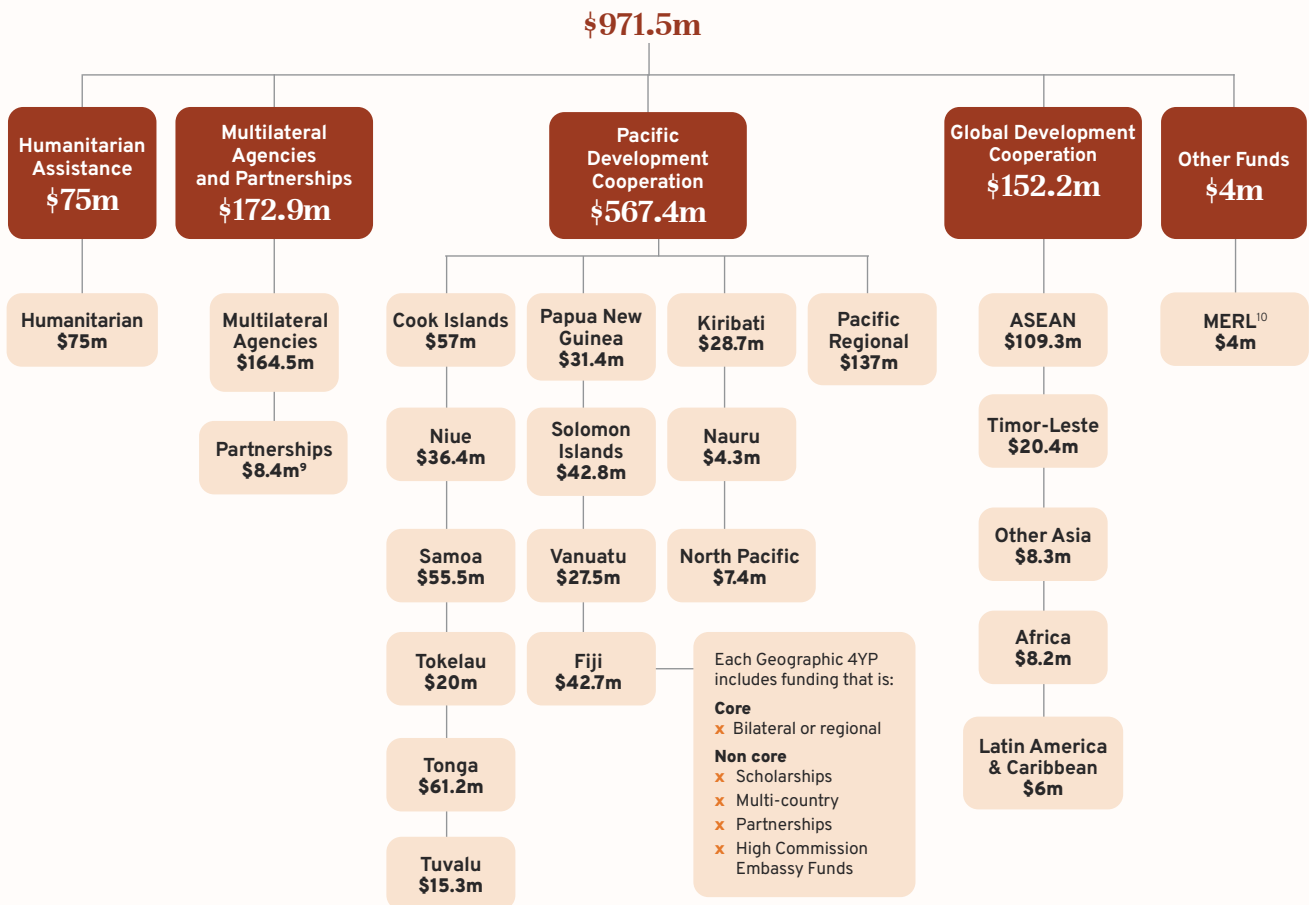 $971.5m
Humanitarian
Assistance
$75m
Multilateral
Agencies
and Partnerships
$172.9m
Pacific
Development
Cooperation
$567.4m
Global Development
Cooperation
$152.2m
Other Funds
$4m
Humanitarian
$75m
Multilateral
Agencies
$164.5m
Partnerships
$8.4m⁹
Cook Islands
$57m
Niue
$36.4m
Samoa
$55.5m
Tokelau
$20m
Tonga
$61.2m
Tuvalu
$15.3m
Papua New
Guinea
$31.4m
Solomon
Islands
$42.8m
Vanuatu
$27.5m
Fiji
$42.7m
Kiribati
$28.7m
Nauru
$4.3m
North Pacific
$7.4m
Pacific
Regional
$137m
Each Geographic 4YP
includes funding that is:
Core
x Bilateral or regional
Non core
x Scholarships
x Multi-country
x Partnerships
x High Commission
Embassy Funds
ASEAN
$109.3m
Timor-Leste
$20.4m
Other Asia
$8.3m
Africa
$8.2m
Latin America
& Caribbean
$6m
MERL¹⁰
$4m